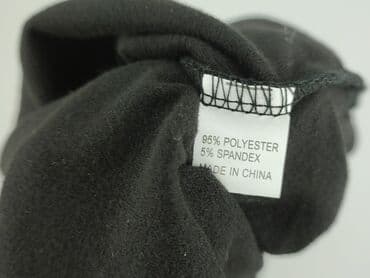 95% POLYESTER
5% SPANDEX
MADE IN CHINA